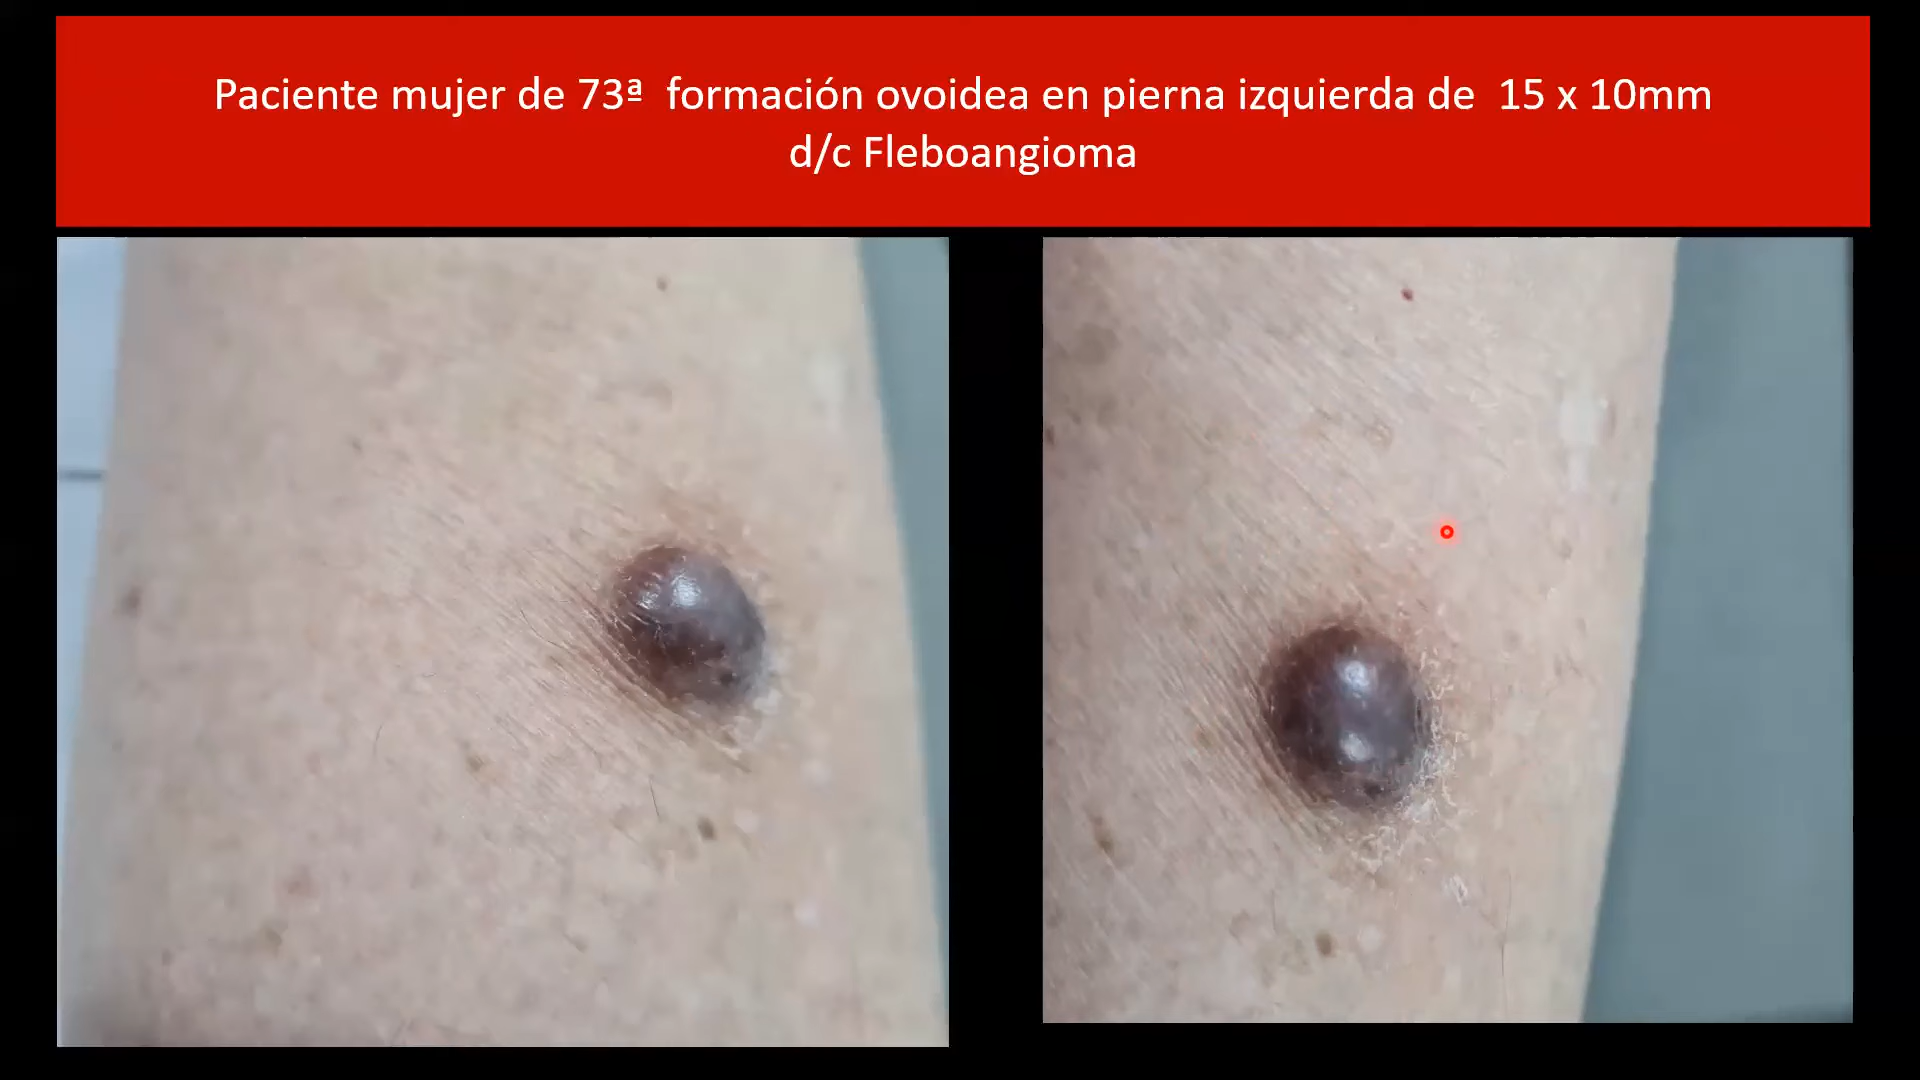 Paciente mujer de 73ª formación ovoidea en pierna izquierda de 15 x 10mm
d/c Fleboangioma